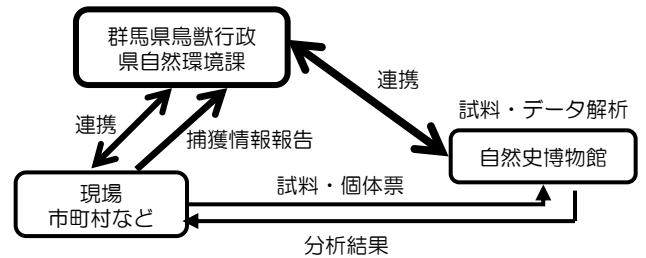 群馬県鳥獣行政
県自然環境課
連携
試料・データ解析
連携
捕獲情報報告
自然史博物館
現場
市町村など
試料・個体票
分析結果